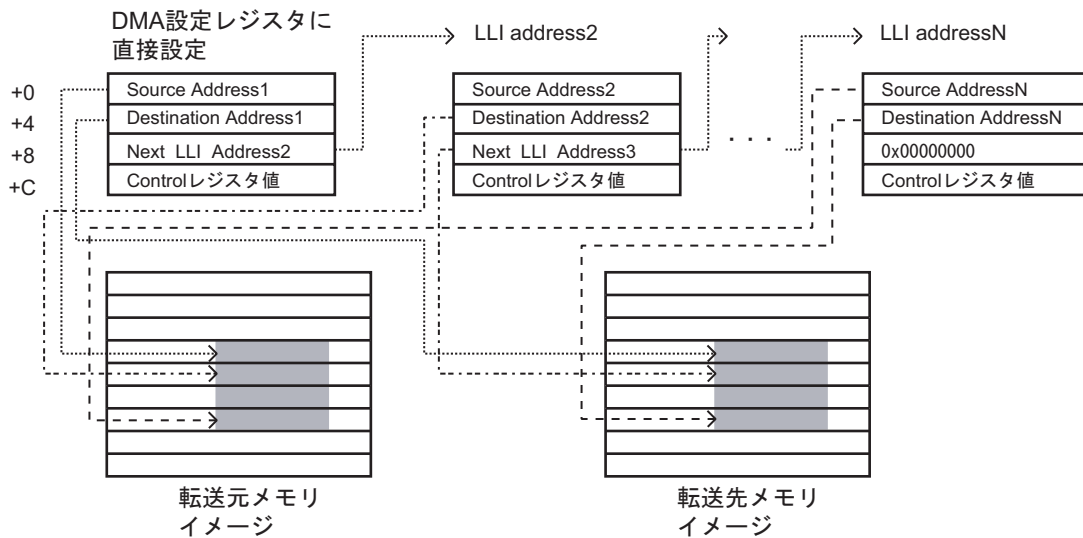 DMA設定レジスタに
直接設定
LLI address2
LLI addressN
+0
+4
+8
+C
Source Address1
Destination Address1
Next LLI Address2
Controlレジスタ値
Source Address2
Destination Address2
Next LLI Address3
Controlレジスタ値
・・・
Source AddressN
Destination AddressN
0x00000000
Controlレジスタ値
転送元メモリ
イメージ
転送先メモリ
イメージ